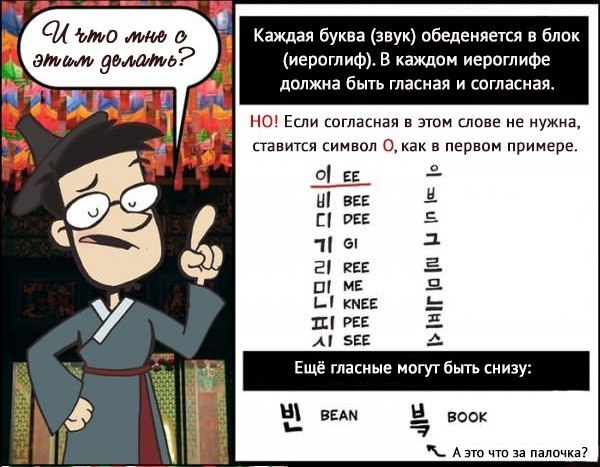 И что мне с
этим делать?
Каждая буква (звук) обеденяется в блок
(иероглиф). В каждом иероглифе
должна быть гласная и согласная.
НО! Если согласная в этом слове не нужна,
ставится символ О, как в первом примере.
이 EE 으
비 BEE 브
디 DEE 드
기 GI 그
리 REE 르
미 ME 므
니 KNEE 느
피 PEE 프
시 SEE 스
Ещё гласные могут быть снизу:
빈 BEAN 븤 BOOK
А это что за палочка?